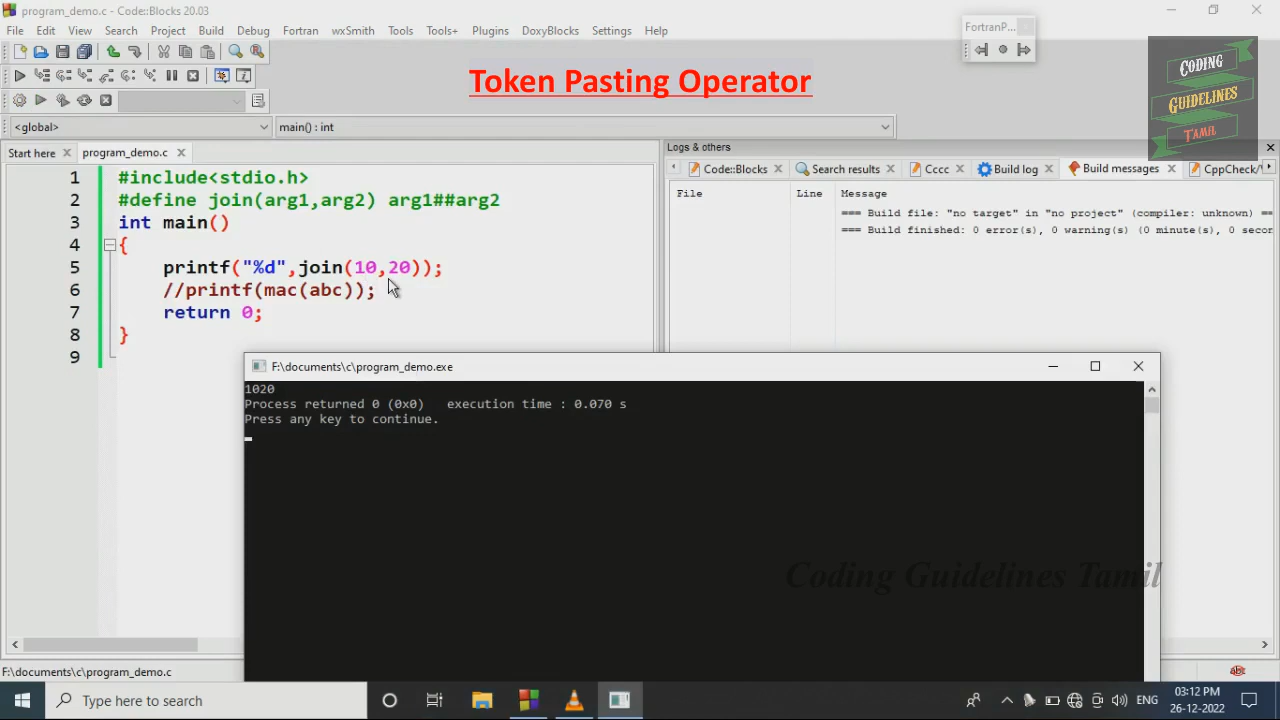 program_demo.c - Code::Blocks 20.03
File Edit View Search Project Build Debug Fortran wxSmith Tools Tools+ Plugins DoxyBlocks Settings Help
FortranP...
CODING
GUIDELINES
TAMIL
Token Pasting Operator
<global> main() : int
Start here program_demo.c
Logs & others
Code::Blocks Search results Cccc Build log Build messages CppCheck/
File Line Message
=== Build file: "no target" in "no project" (compiler: unknown) ==
=== Build finished: 0 error(s), 0 warning(s) (0 minute(s), 0 secon
1 #include<stdio.h>
2 #define join(arg1,arg2) arg1##arg2
3 int main()
4 {
5 printf("%d",join(10,20));
6 //printf(mac(abc));
7 return 0;
8 }
9
F:\documents\c\program_demo.exe
1020
Process returned 0 (0x0) execution time : 0.070 s
Press any key to continue.
Coding Guidelines Tamil
F:\documents\c\program_demo.c
abc
Type here to search
ENG
03:12 PM
26-12-2022